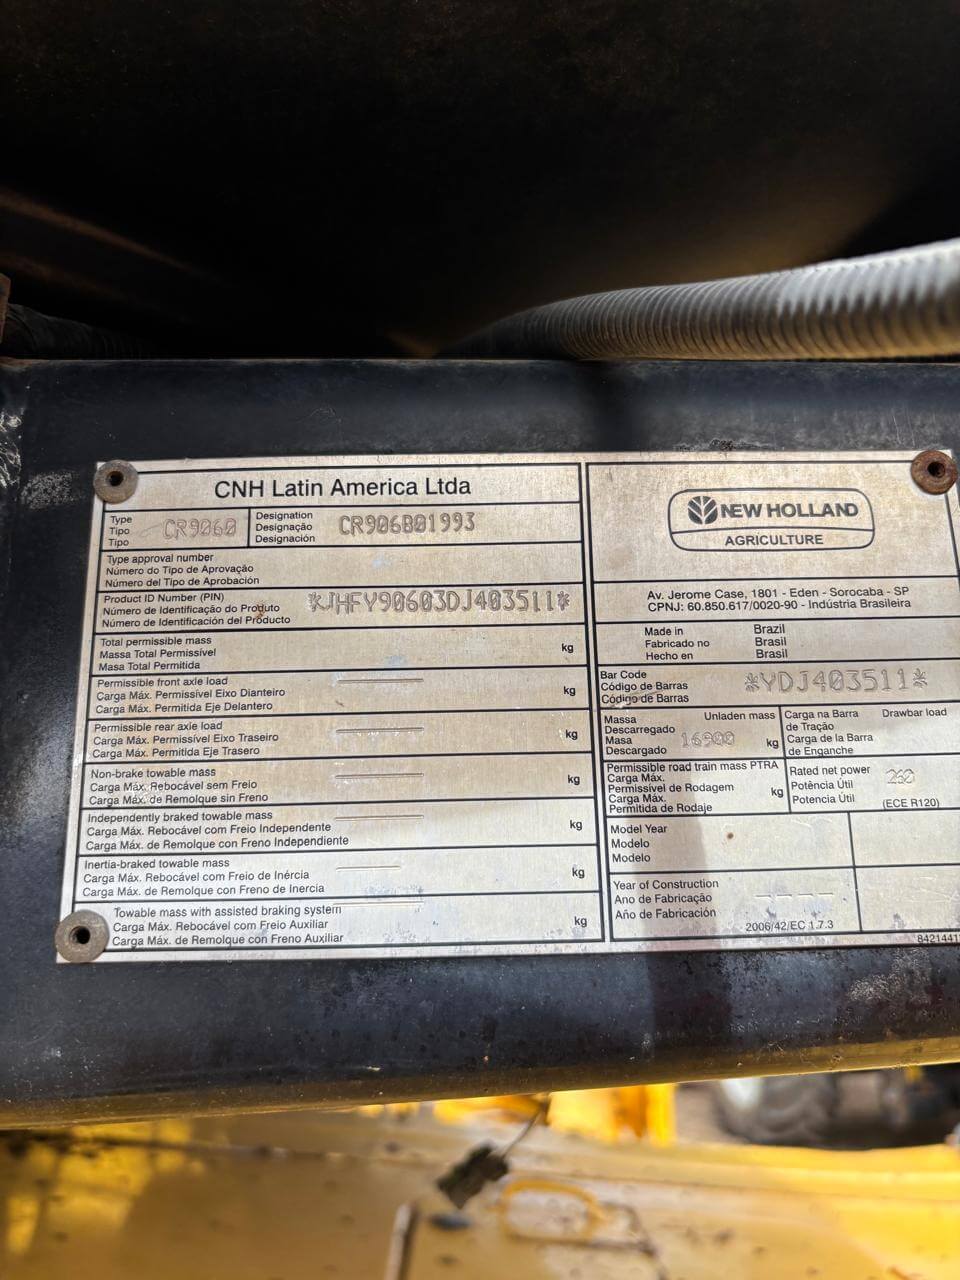 CNH Latin America Ltda
Type
Tipo
Tipo
CR9060
Designation
Designação
Designación
CR906B01993
Type approval number
Número do Tipo de Aprovação
Número del Tipo de Aprobación
Product ID Number (PIN)
Número de Identificação do Produto
Número de Identificación del Producto
*JHFY90603DJ403511*
Total permissible mass
Massa Total Permissível
Masa Total Permitida
kg
Permissible front axle load
Carga Máx. Permissível Eixo Dianteiro
Carga Máx. Permitida Eje Delantero
kg
Permissible rear axle load
Carga Máx. Permissível Eixo Traseiro
Carga Máx. Permitida Eje Trasero
kg
Non-brake towable mass
Carga Máx. Rebocável sem Freio
Carga Máx. de Remolque sin Freno
kg
Independently braked towable mass
Carga Máx. Rebocável com Freio Independente
Carga Máx. de Remolque con Freno Independiente
kg
Inertia-braked towable mass
Carga Máx. Rebocável com Freio de Inércia
Carga Máx. de Remolque con Freno de Inercia
kg
Towable mass with assisted braking system
Carga Máx. Rebocável com Freio Auxiliar
Carga Máx. de Remolque con Freno Auxiliar
kg
NEW HOLLAND
AGRICULTURE
Av. Jerome Case, 1801 - Eden - Sorocaba - SP
CPNJ: 60.850.617/0020-90 - Indústria Brasileira
Made in Brazil
Fabricado no Brasil
Hecho en Brasil
Bar Code
Código de Barras
Código de Barras
*YDJ403511*
Massa Unladen mass
Descarregado
Masa
Descargado
16900 kg
Carga na Barra Drawbar load
de Tração
Carga de la Barra
de Enganche
Permissible road train mass PTRA
Carga Máx.
Permissível de Rodagem
Carga Máx.
Permitida de Rodaje
kg
Rated net power
Potência Útil
Potencia Útil
260
(ECE R120)
Model Year
Modelo
Modelo
Year of Construction
Ano de Fabricação
Año de Fabricación
2006/42/EC 1.7.3